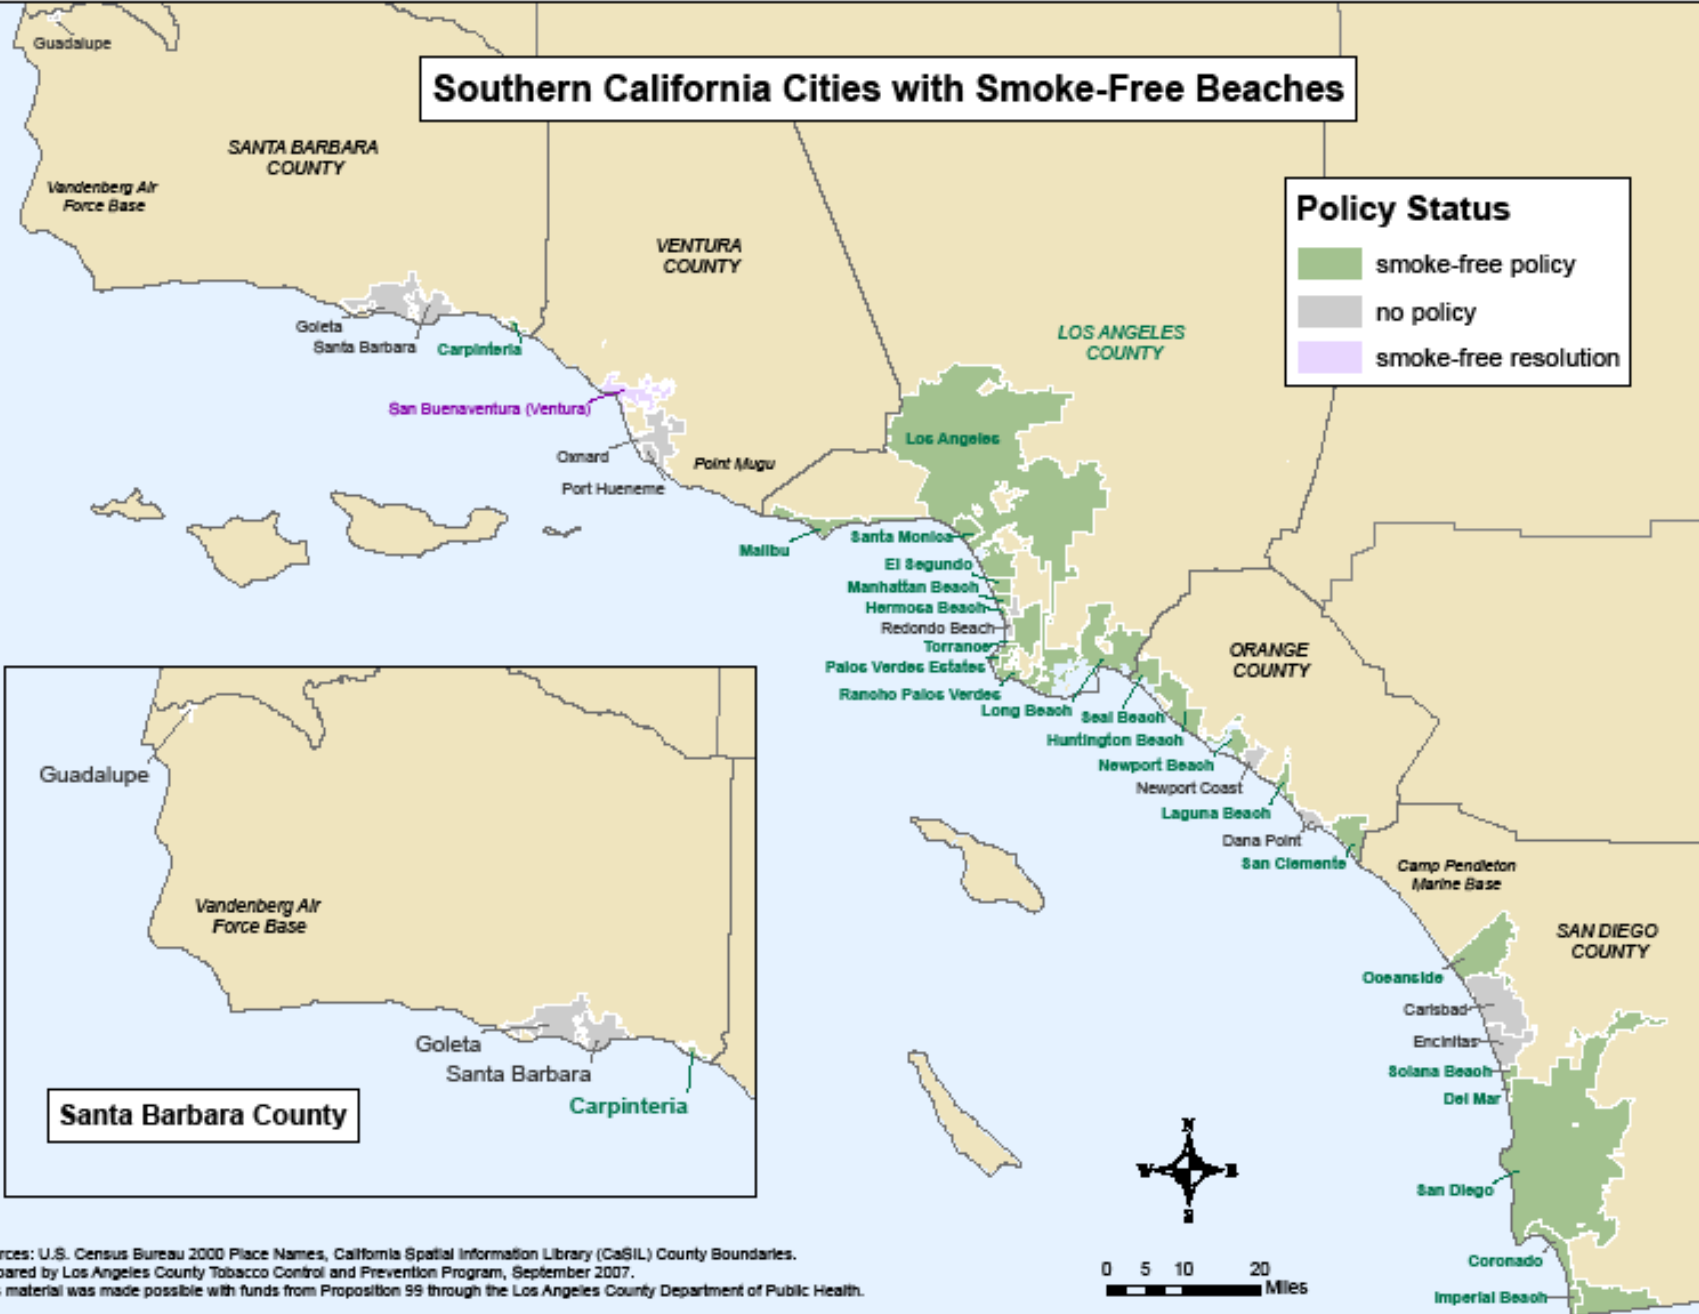 Guadalupe
Southern California Cities with Smoke-Free Beaches
SANTA BARBARA
COUNTY
Vandenberg Air
Force Base
Policy Status
smoke-free policy
no policy
smoke-free resolution
VENTURA
COUNTY
LOS ANGELES
COUNTY
Goleta
Santa Barbara
Carpinteria
San Buenaventura (Ventura)
Los Angeles
Oxnard
Point Mugu
Port Hueneme
Malibu
Santa Monica
El Segundo
Manhattan Beach
Hermosa Beach
Redondo Beach
Torrance
Palos Verdes Estates
Rancho Palos Verdes
Long Beach
Seal Beach
Huntington Beach
Newport Beach
Newport Coast
Laguna Beach
Dana Point
San Clemente
ORANGE
COUNTY
Camp Pendleton
Marine Base
SAN DIEGO
COUNTY
Oceanside
Carlsbad
Encinitas
Solana Beach
Del Mar
San Diego
Coronado
Imperial Beach
Guadalupe
Vandenberg Air
Force Base
Goleta
Santa Barbara
Carpinteria
Santa Barbara County
N
W E
S
0 5 10 20
Miles
rces: U.S. Census Bureau 2000 Place Names, California Spatial Information Library (CaSIL) County Boundaries.
pared by Los Angeles County Tobacco Control and Prevention Program, September 2007.
material was made possible with funds from Proposition 99 through the Los Angeles County Department of Public Health.